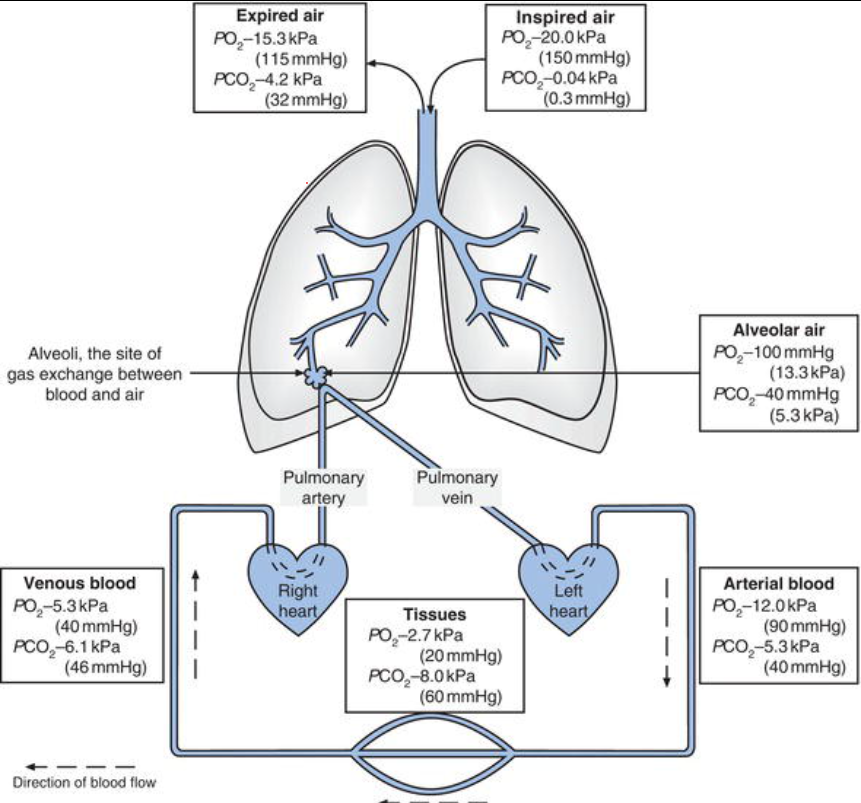 Expired air
PO₂–15.3 kPa
(115 mmHg)
PCO₂–4.2 kPa
(32 mmHg)
Inspired air
PO₂–20.0 kPa
(150 mmHg)
PCO₂–0.04 kPa
(0.3 mmHg)
Alveoli, the site of
gas exchange between
blood and air
Alveolar air
PO₂–100 mmHg
(13.3 kPa)
PCO₂–40 mmHg
(5.3 kPa)
Pulmonary
artery
Pulmonary
vein
Venous blood
PO₂–5.3 kPa
(40 mmHg)
PCO₂–6.1 kPa
(46 mmHg)
Right
heart
Tissues
PO₂–2.7 kPa
(20 mmHg)
PCO₂–8.0 kPa
(60 mmHg)
Left
heart
Arterial blood
PO₂–12.0 kPa
(90 mmHg)
PCO₂–5.3 kPa
(40 mmHg)
Direction of blood flow